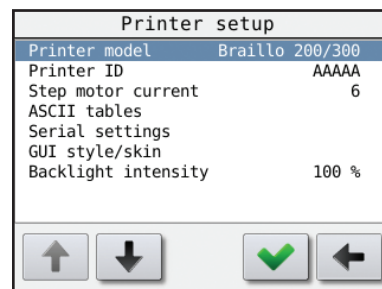 Printer setup
Printer model Braillo 200/300
Printer ID AAAAA
Step motor current 6
ASCII tables
Serial settings
GUI style/skin
Backlight intensity 100 %